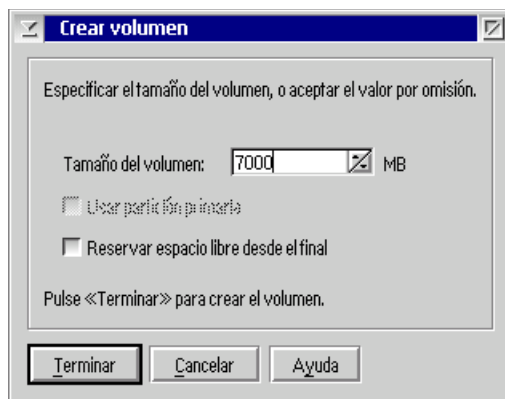 Crear volumen
Especificar el tamaño del volumen, o aceptar el valor por omisión.
Tamaño del volumen: 7000 MB
Usar partición primaria
Reservar espacio libre desde el final
Pulse «Terminar» para crear el volumen.
Terminar Cancelar Ayuda